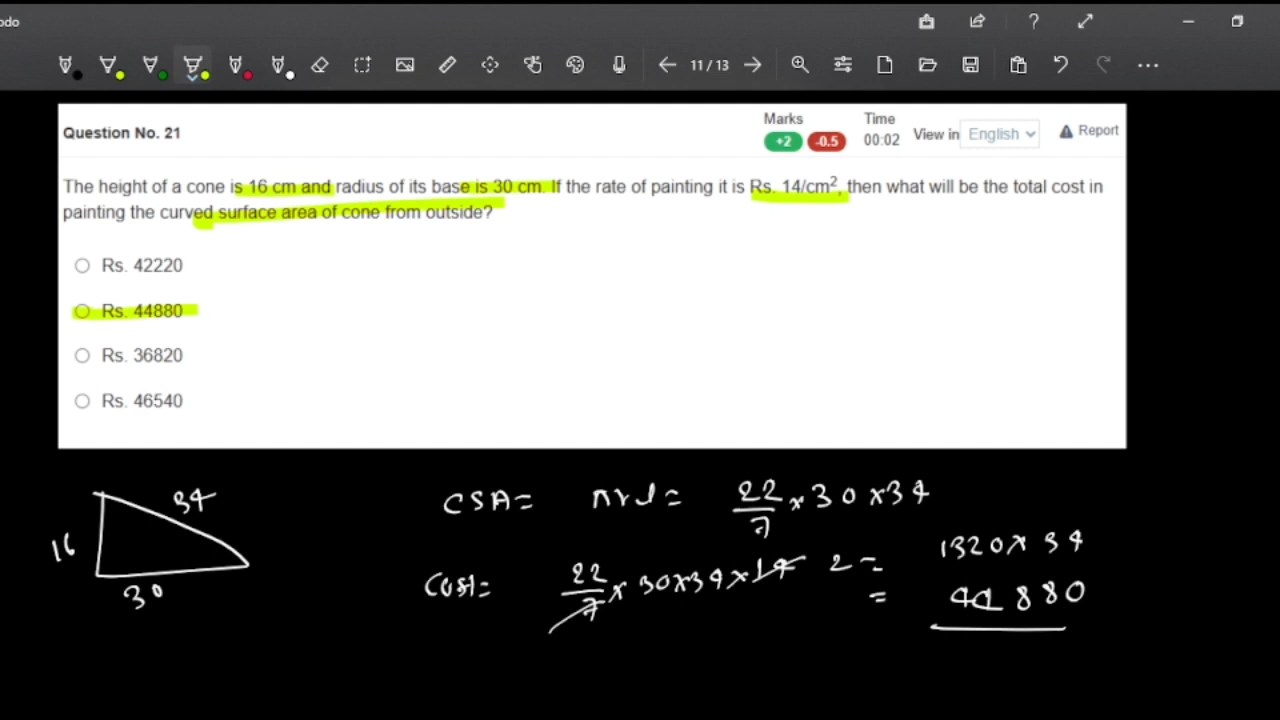 odo
11 / 13
Question No. 21
Marks
+2
-0.5
Time
00:02
View in
English
Report
The height of a cone is 16 cm and radius of its base is 30 cm. If the rate of painting it is Rs. 14/cm², then what will be the total cost in
painting the curved surface area of cone from outside?
Rs. 42220
Rs. 44880
Rs. 36820
Rs. 46540
34
16
30
CSA = πrl = 22/7 × 30 × 34
Cost = 22/7 × 30 × 34 × 14 2 = 1320 × 34
= 44880